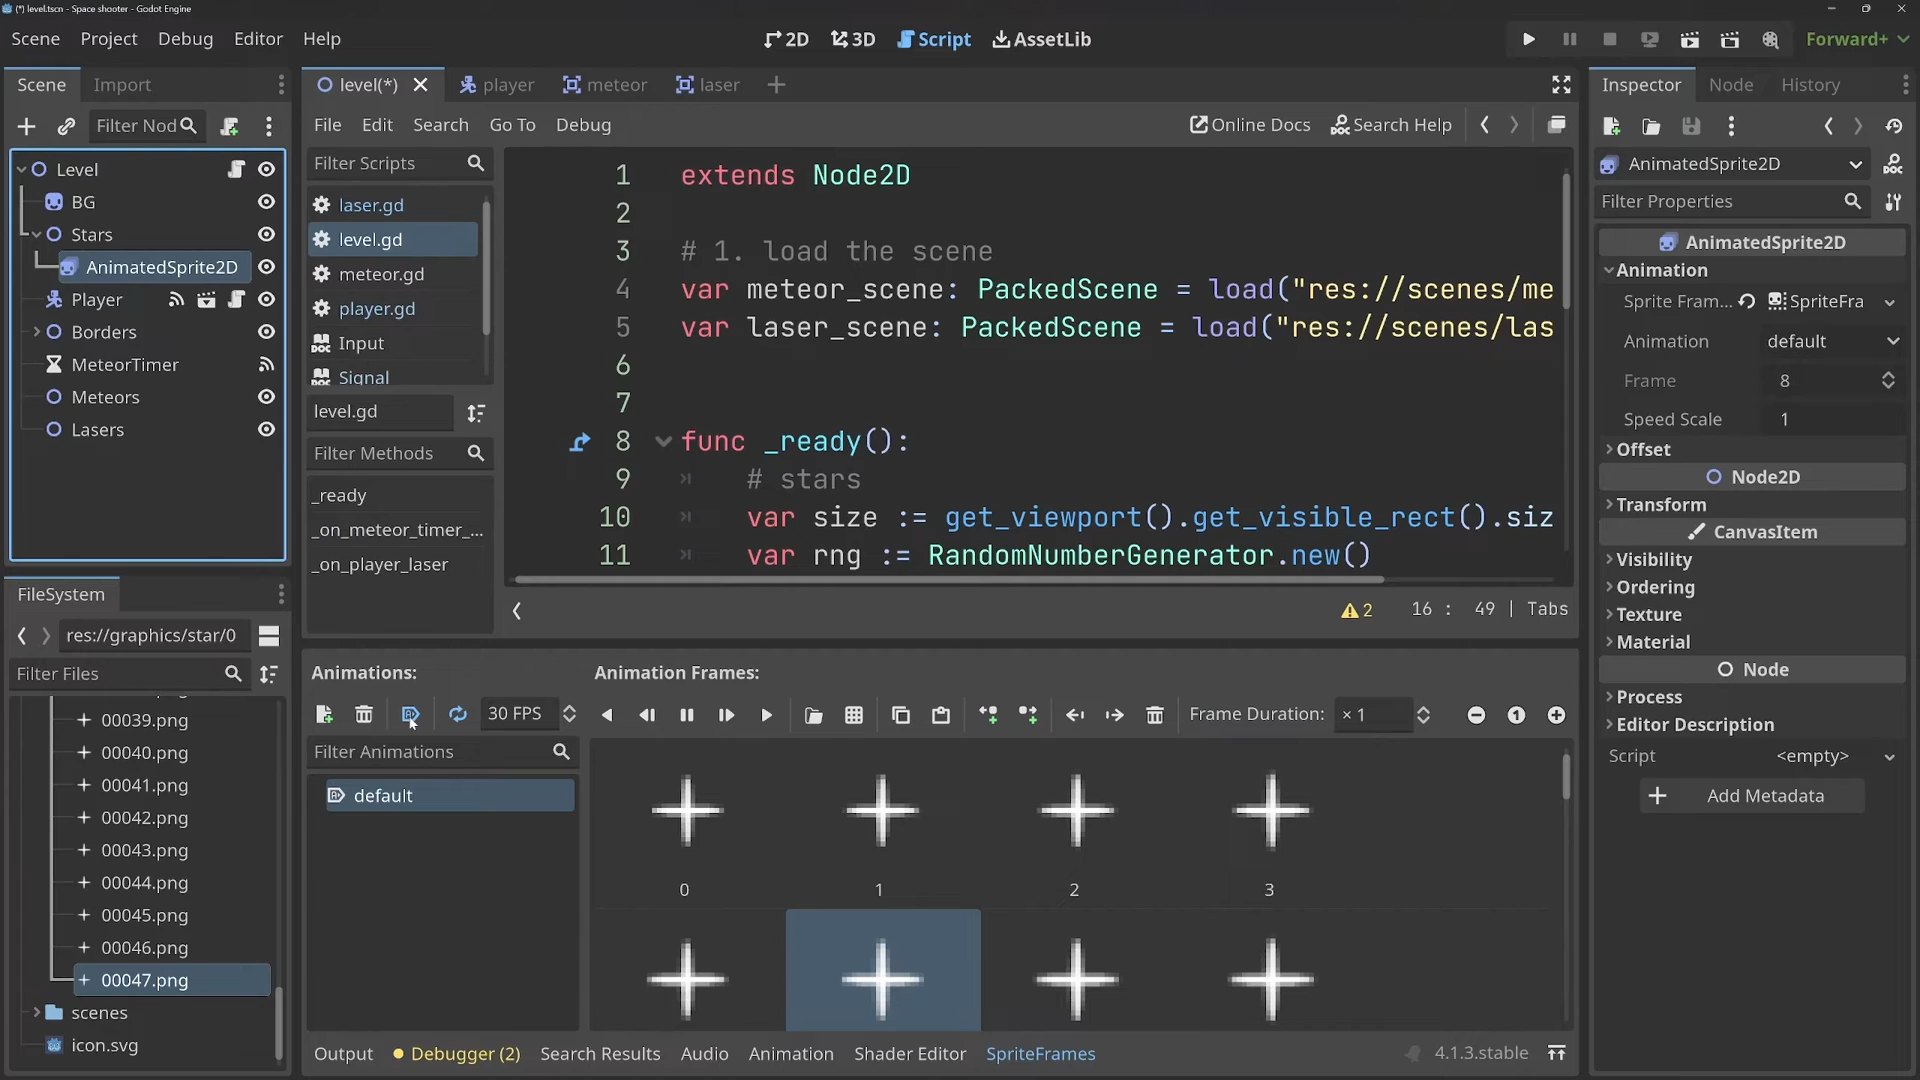 (*) level.tscn - Space shooter - Godot Engine
Scene Project Debug Editor Help
2D 3D Script AssetLib
Forward+
Scene Import
level(*) player meteor laser
Inspector Node History
Filter Nod
File Edit Search Go To Debug
Online Docs Search Help
Level
BG
Stars
AnimatedSprite2D
Player
Borders
MeteorTimer
Meteors
Lasers
Filter Scripts
laser.gd
level.gd
meteor.gd
player.gd
Input
Signal
level.gd
Filter Methods
_ready
_on_meteor_timer_...
_on_player_laser
1 extends Node2D
2
3 # 1. load the scene
4 var meteor_scene: PackedScene = load("res://scenes/me
5 var laser_scene: PackedScene = load("res://scenes/las
6
7
8 func _ready():
9 # stars
10 var size := get_viewport().get_visible_rect().siz
11 var rng := RandomNumberGenerator.new()
2 16 : 49 | Tabs
AnimatedSprite2D
Filter Properties
AnimatedSprite2D
Animation
Sprite Fram... SpriteFra
Animation default
Frame 8
Speed Scale 1
Offset
Node2D
Transform
CanvasItem
Visibility
Ordering
Texture
Material
Node
Process
Editor Description
Script <empty>
Add Metadata
FileSystem
res://graphics/star/0
Filter Files
00039.png
00040.png
00041.png
00042.png
00043.png
00044.png
00045.png
00046.png
00047.png
scenes
icon.svg
Animations: Animation Frames:
30 FPS
Frame Duration: ×1
1
Filter Animations
default
0 1 2 3
Output Debugger (2) Search Results Audio Animation Shader Editor SpriteFrames
4.1.3.stable